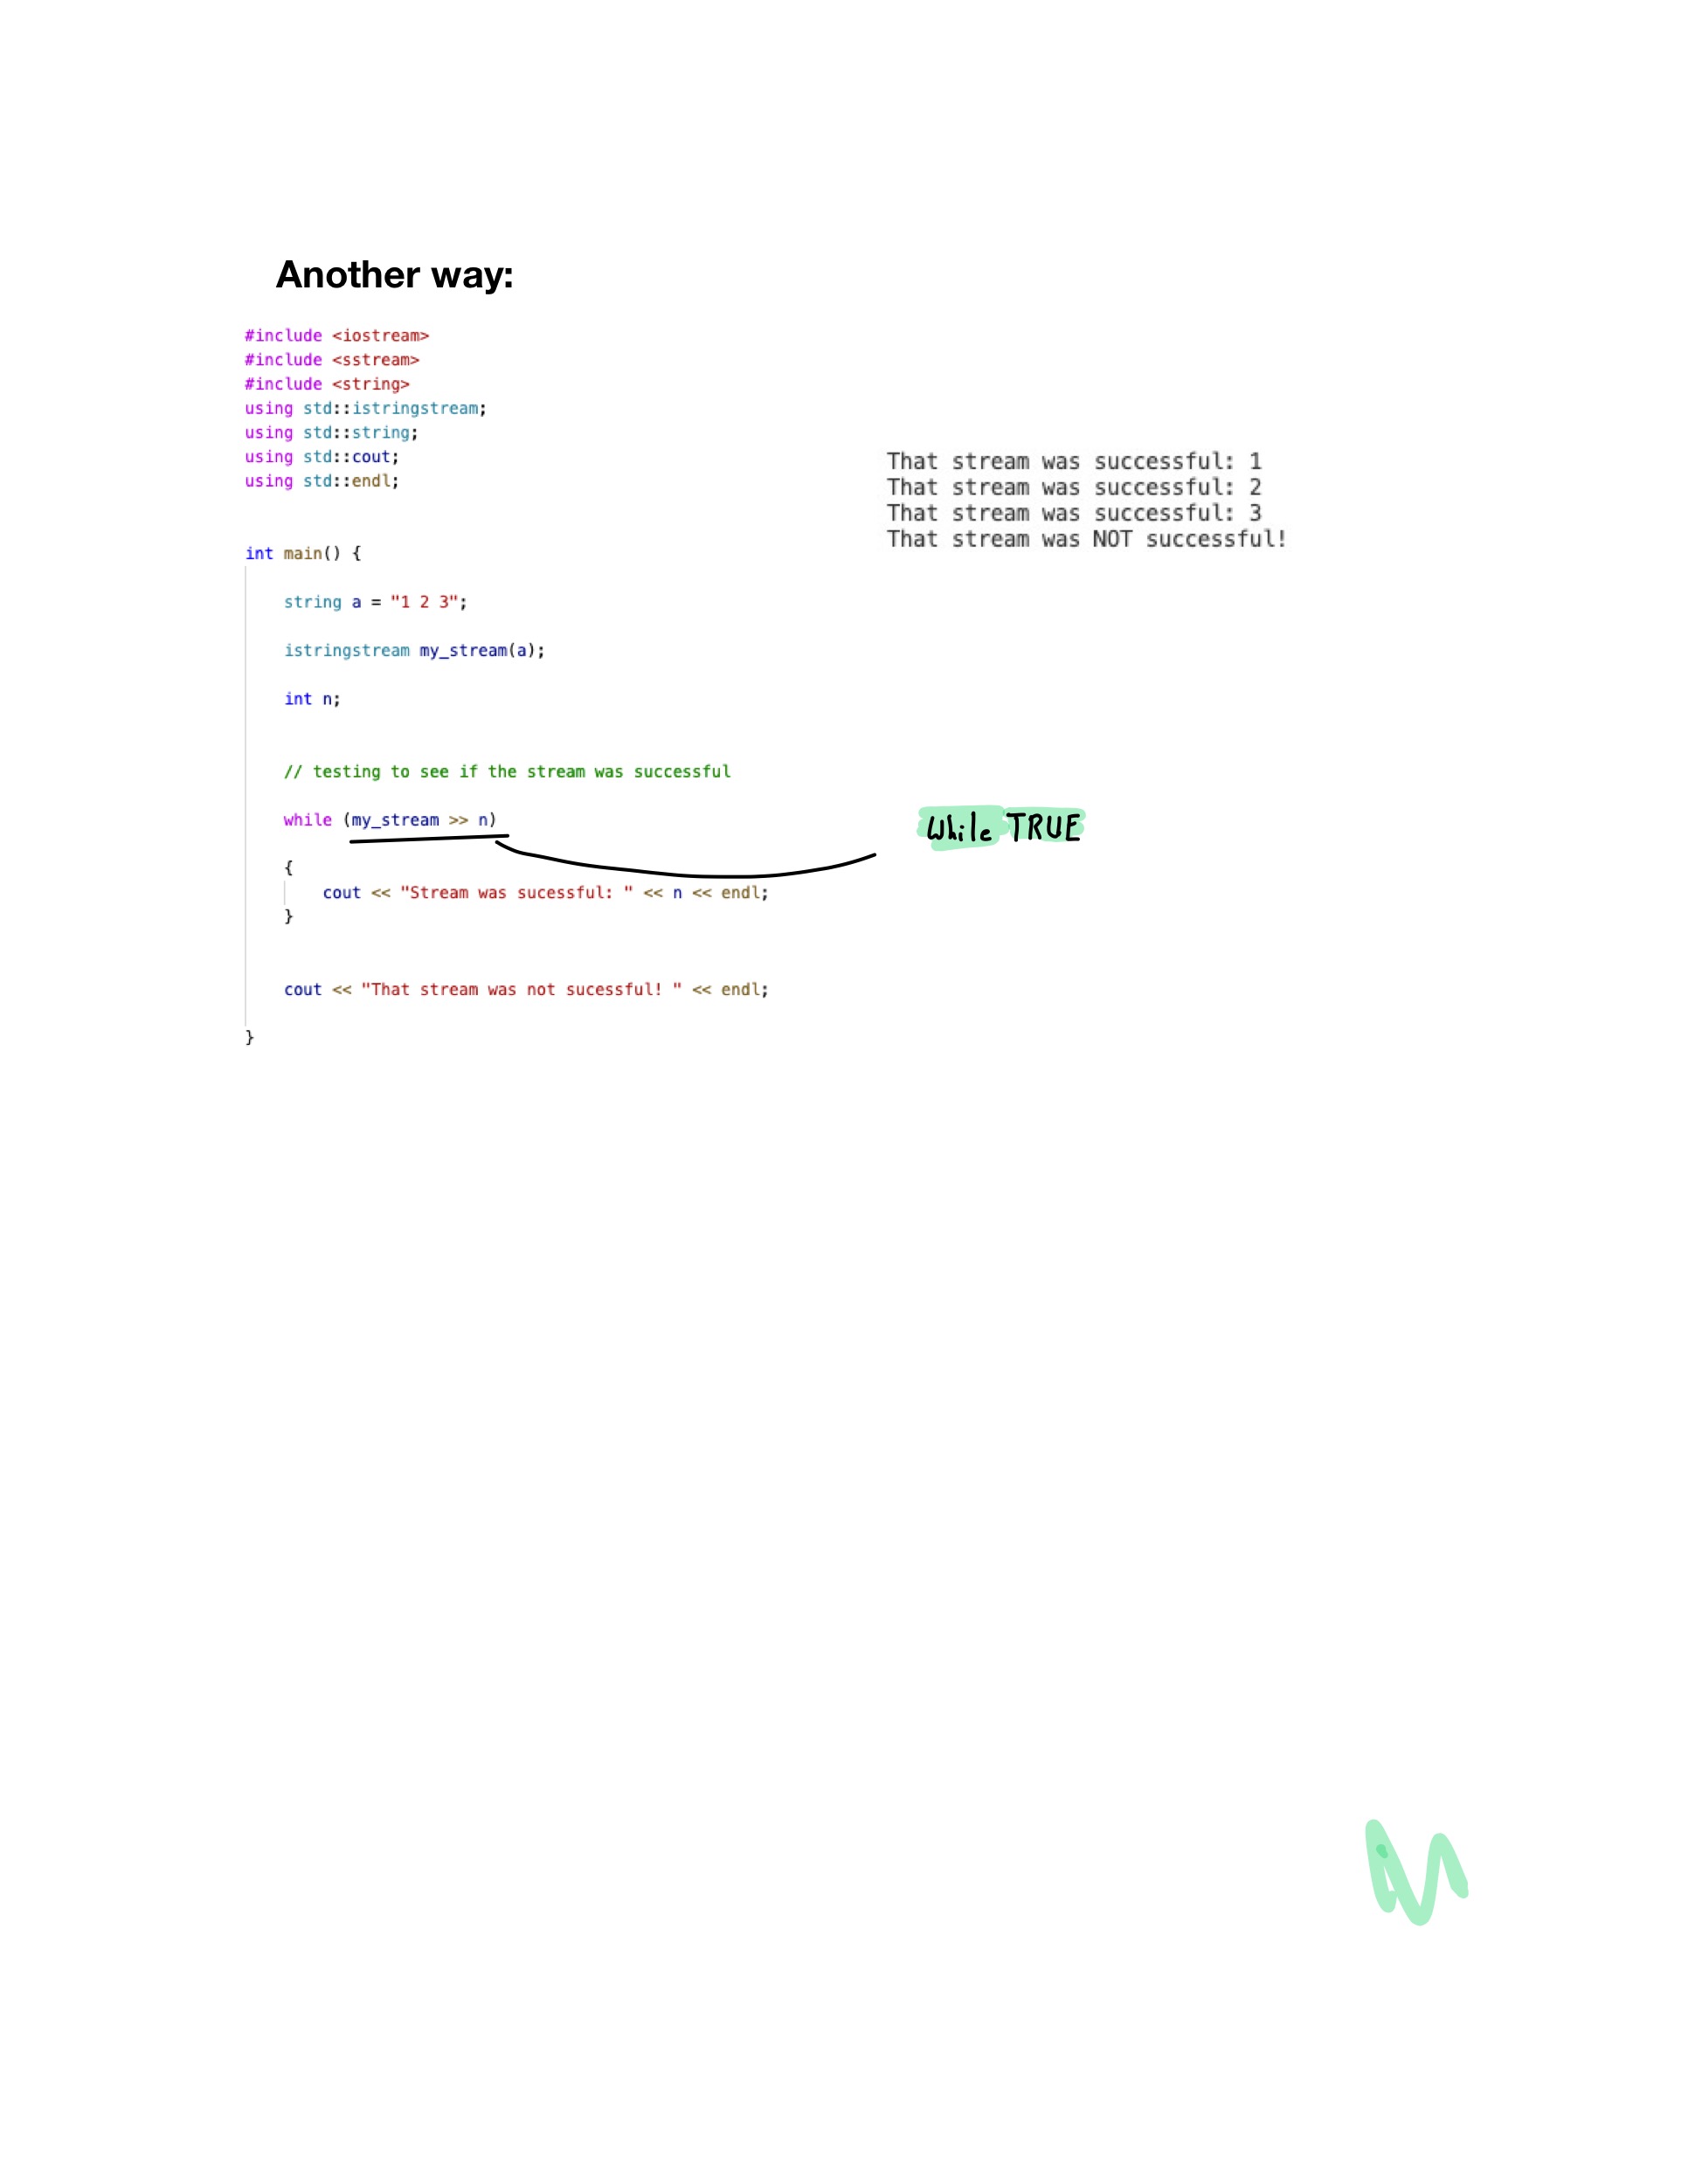 Another way:
#include <iostream>
#include <sstream>
#include <string>
using std::istringstream;
using std::string;
using std::cout;
using std::endl;
That stream was successful: 1
That stream was successful: 2
That stream was successful: 3
That stream was NOT successful!
int main() {
string a = "1 2 3";
istringstream my_stream(a);
int n;
// testing to see if the stream was successful
while (my_stream >> n)
While TRUE
{
cout << "Stream was sucessful: " << n << endl;
}
cout << "That stream was not sucessful! " << endl;
}